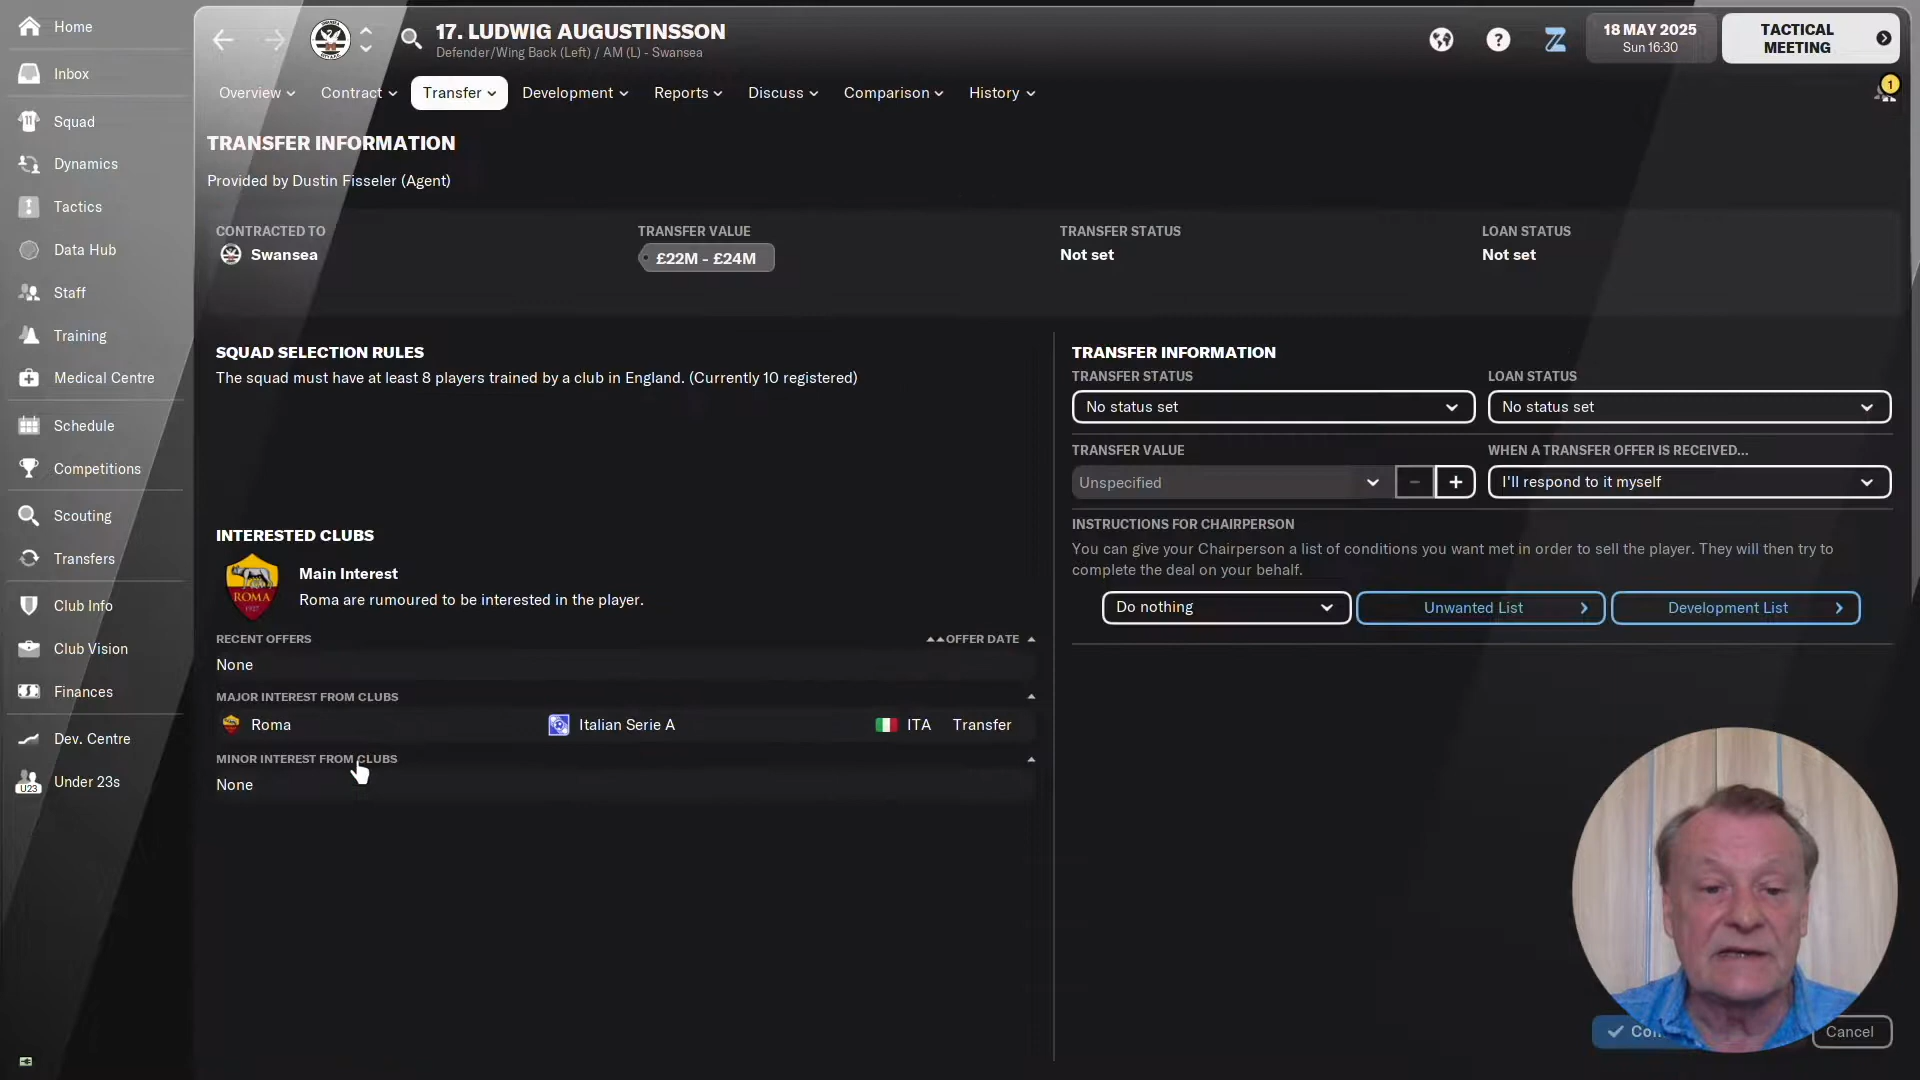 Home
Inbox
Squad
Dynamics
Tactics
Data Hub
Staff
Training
Medical Centre
Schedule
Competitions
Scouting
Transfers
Club Info
Club Vision
Finances
Dev. Centre
U23 Under 23s
17. LUDWIG AUGUSTINSSON
Defender/Wing Back (Left) / AM (L) - Swansea
18 MAY 2025
Sun 16:30
TACTICAL
MEETING
Overview
Contract
Transfer
Development
Reports
Discuss
Comparison
History
1
TRANSFER INFORMATION
Provided by Dustin Fisseler (Agent)
CONTRACTED TO
Swansea
TRANSFER VALUE
£22M - £24M
TRANSFER STATUS
Not set
LOAN STATUS
Not set
SQUAD SELECTION RULES
The squad must have at least 8 players trained by a club in England. (Currently 10 registered)
INTERESTED CLUBS
ROMA
1927
Main Interest
Roma are rumoured to be interested in the player.
RECENT OFFERS
OFFER DATE
None
MAJOR INTEREST FROM CLUBS
Roma
Italian Serie A
ITA
Transfer
MINOR INTEREST FROM CLUBS
None
TRANSFER INFORMATION
TRANSFER STATUS
No status set
LOAN STATUS
No status set
TRANSFER VALUE
Unspecified
- +
WHEN A TRANSFER OFFER IS RECEIVED...
I'll respond to it myself
INSTRUCTIONS FOR CHAIRPERSON
You can give your Chairperson a list of conditions you want met in order to sell the player. They will then try to
complete the deal on your behalf.
Do nothing
Unwanted List
Development List
Con
Cancel